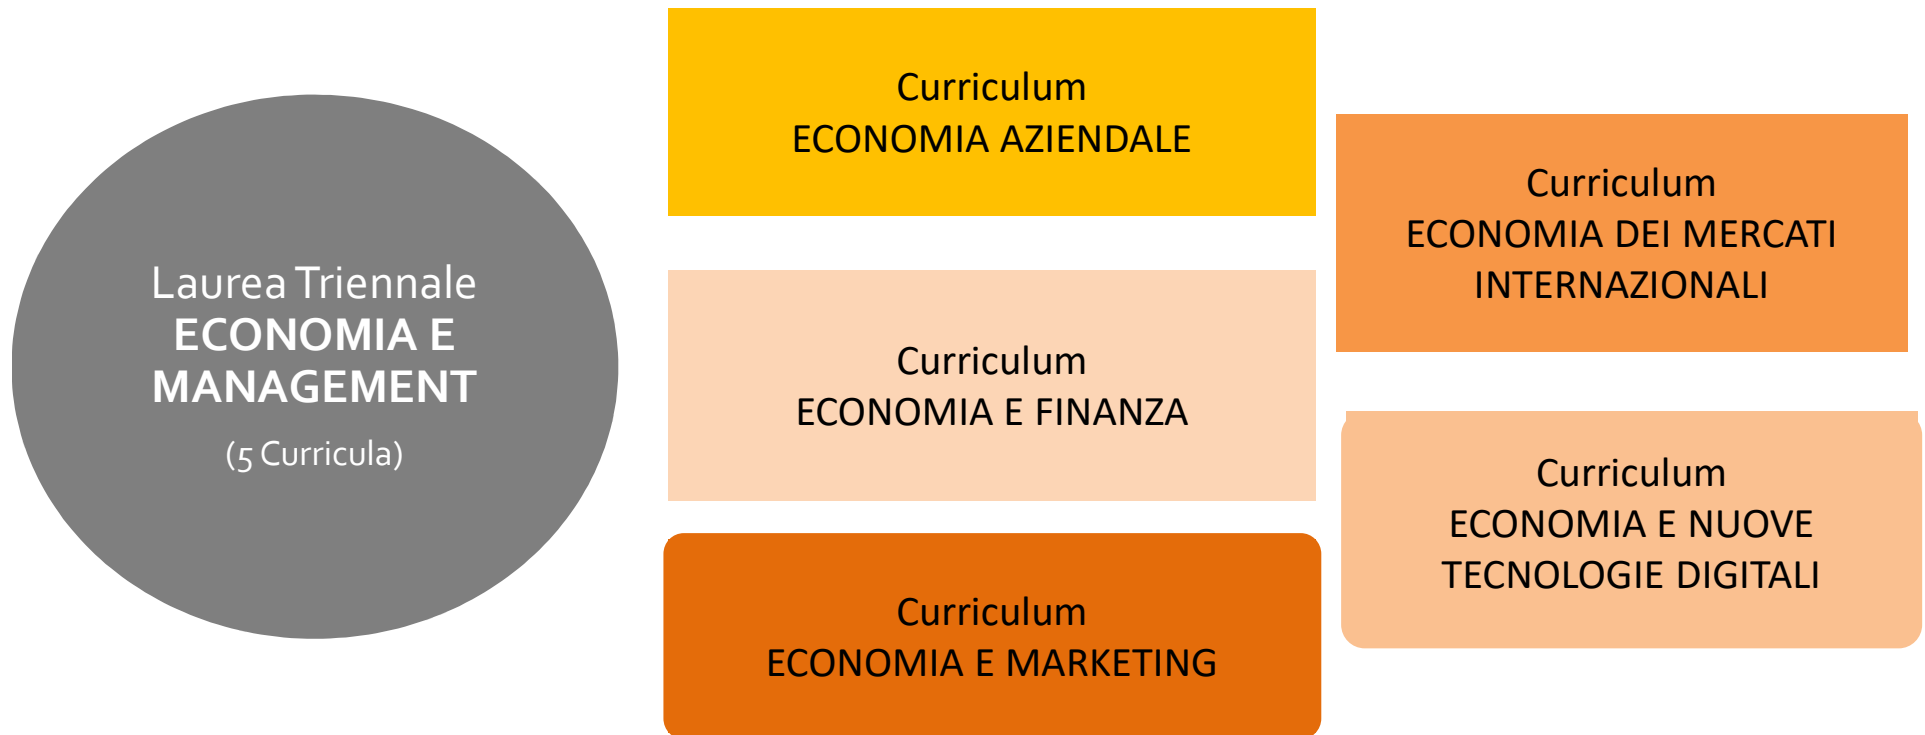 Laurea Triennale
ECONOMIA E
MANAGEMENT
(5 Curricula)
Curriculum
ECONOMIA AZIENDALE
Curriculum
ECONOMIA E FINANZA
Curriculum
ECONOMIA E MARKETING
Curriculum
ECONOMIA DEI MERCATI
INTERNAZIONALI
Curriculum
ECONOMIA E NUOVE
TECNOLOGIE DIGITALI